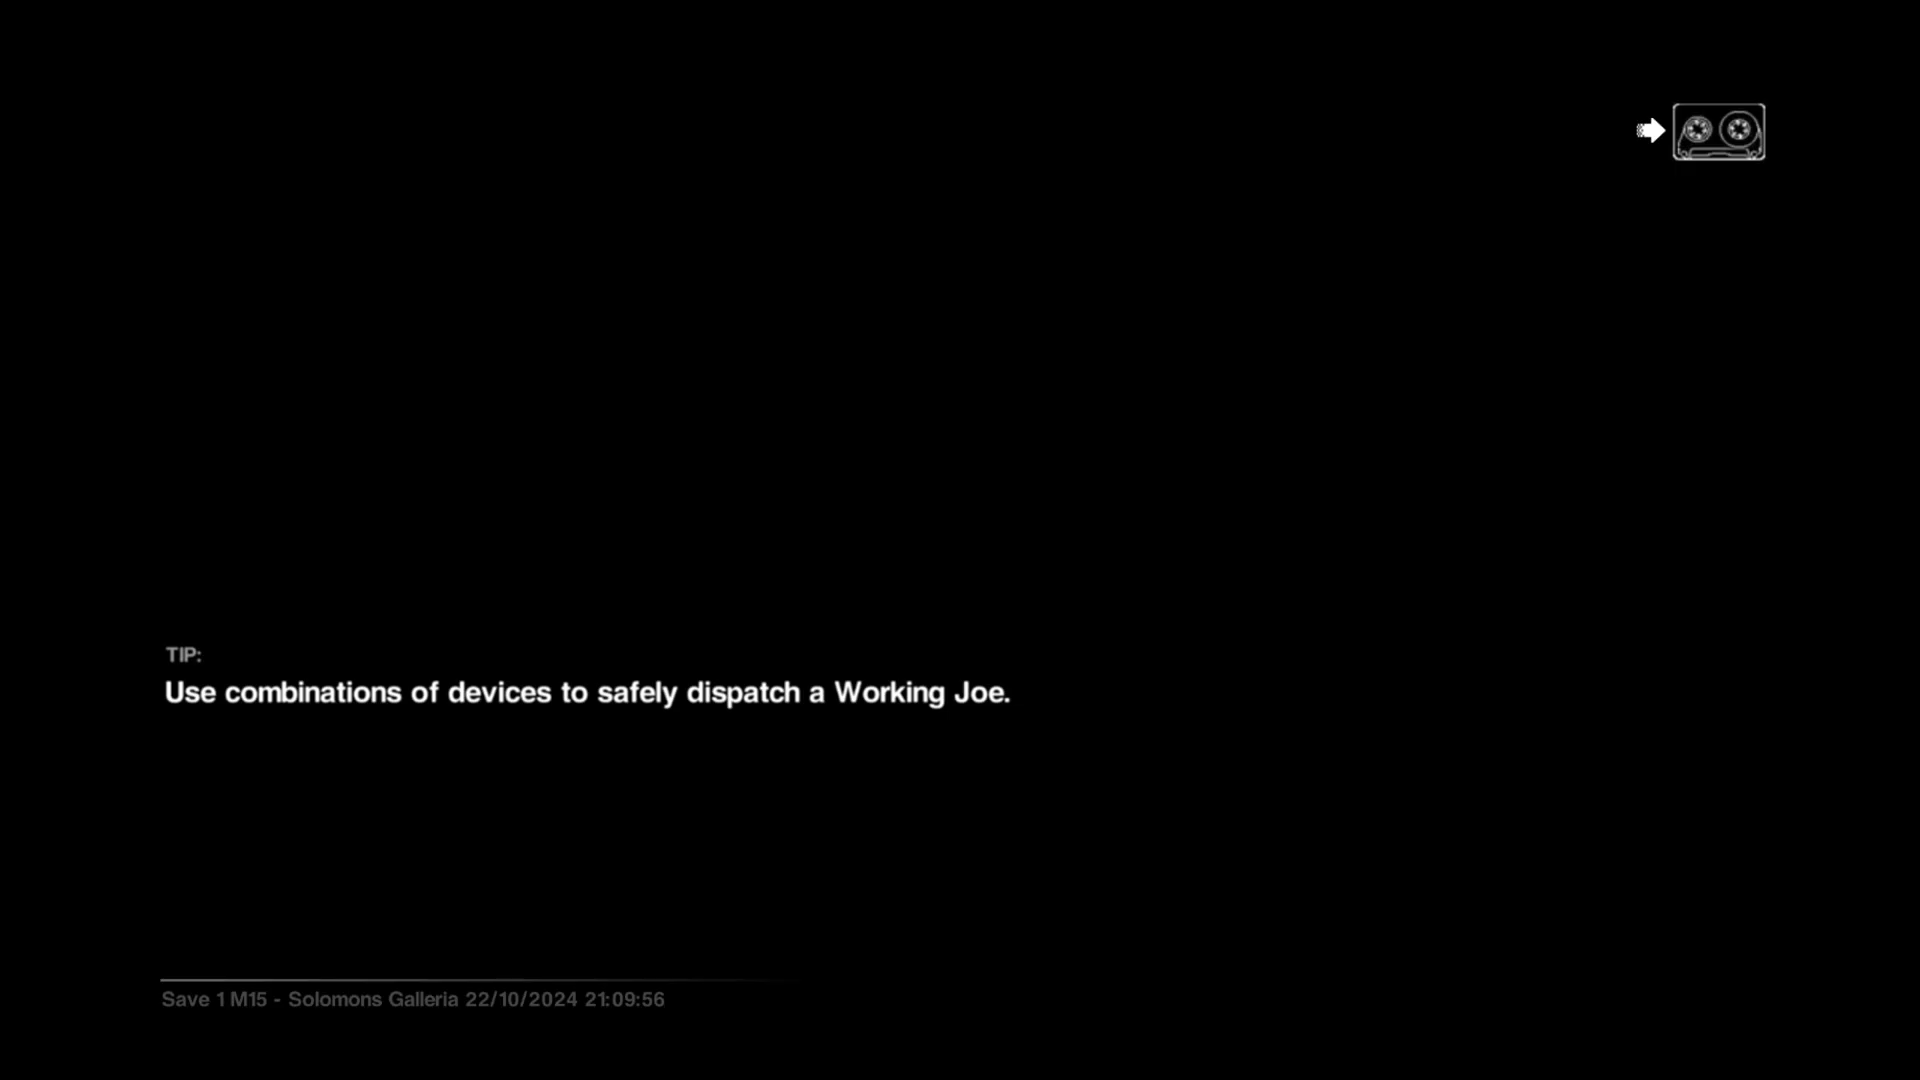 TIP:
Use combinations of devices to safely dispatch a Working Joe.
Save 1 M15 - Solomons Galleria 22/10/2024 21:09:56